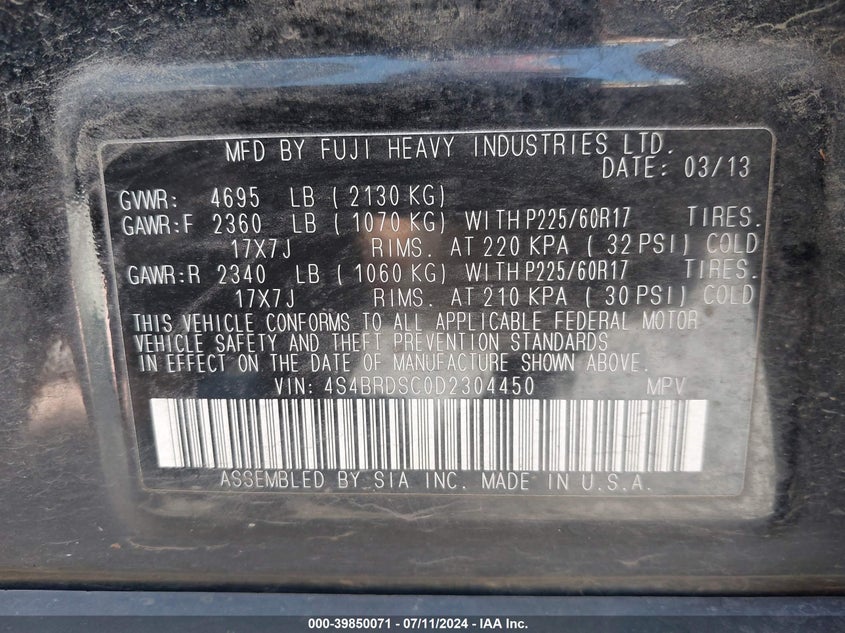 MFD BY FUJI HEAVY INDUSTRIES LTD.
DATE: 03/13
GVWR: 4695 LB ( 2130 KG)
GAWR:F 2360 LB ( 1070 KG) WITH P225/60R17 TIRES.
17X7J RIMS. AT 220 KPA ( 32 PSI) COLD
GAWR:R 2340 LB ( 1060 KG) WITH P225/60R17 TIRES.
17X7J RIMS. AT 210 KPA ( 30 PSI) COLD
THIS VEHICLE CONFORMS TO ALL APPLICABLE FEDERAL MOTOR
VEHICLE SAFETY AND THEFT PREVENTION STANDARDS
IN EFFECT ON THE DATE OF MANUFACTURE SHOWN ABOVE.
VIN: 4S4BRDSC0D2304450 MPV
ASSEMBLED BY SIA INC. MADE IN U.S.A.
000-39850071 - 07/11/2024 - IAA Inc.